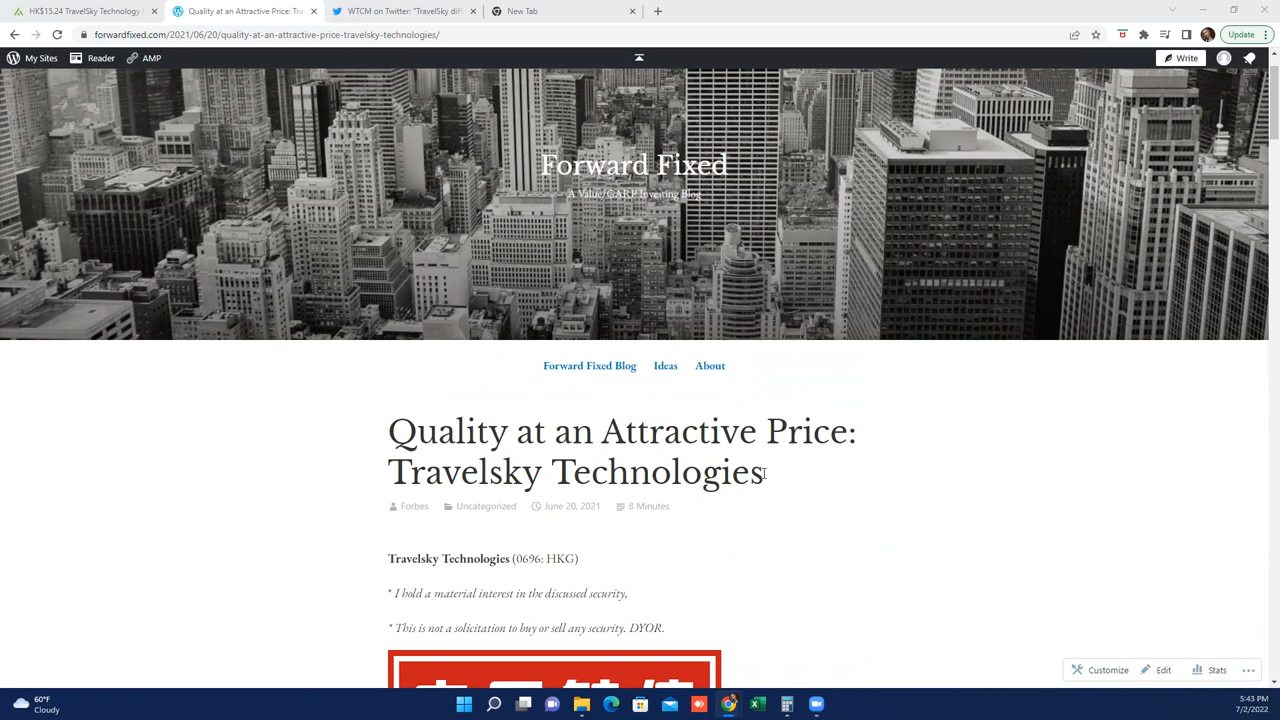 HK$15.24 TravelSky Technology
Quality at an Attractive Price: Tra
WTCM on Twitter: "TravelSky diff
New Tab
forwardfixed.com/2021/06/20/quality-at-an-attractive-price-travelsky-technologies/
Update
My Sites
Reader
AMP
Write
Forward Fixed
A Value/GARP Investing Blog
Forward Fixed Blog
Ideas
About
Quality at an Attractive Price:
Travelsky Technologies
Forbes
Uncategorized
June 20, 2021
8 Minutes
Travelsky Technologies (0696: HKG)
* I hold a material interest in the discussed security,
* This is not a solicitation to buy or sell any security. DYOR.
Customize
Edit
Stats
60°F
Cloudy
5:43 PM
7/2/2022